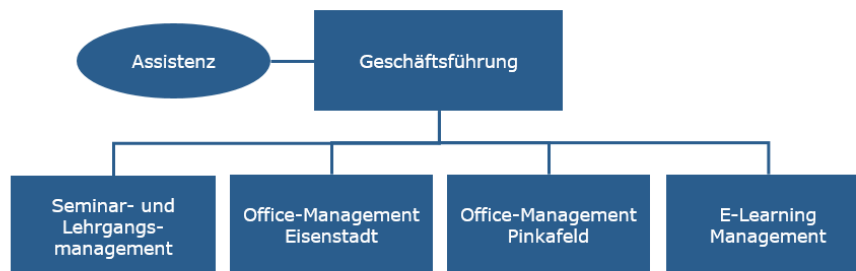 Assistenz
Geschäftsführung
Seminar- und
Lehrgangs-
management
Office-Management
Eisenstadt
Office-Management
Pinkafeld
E-Learning
Management